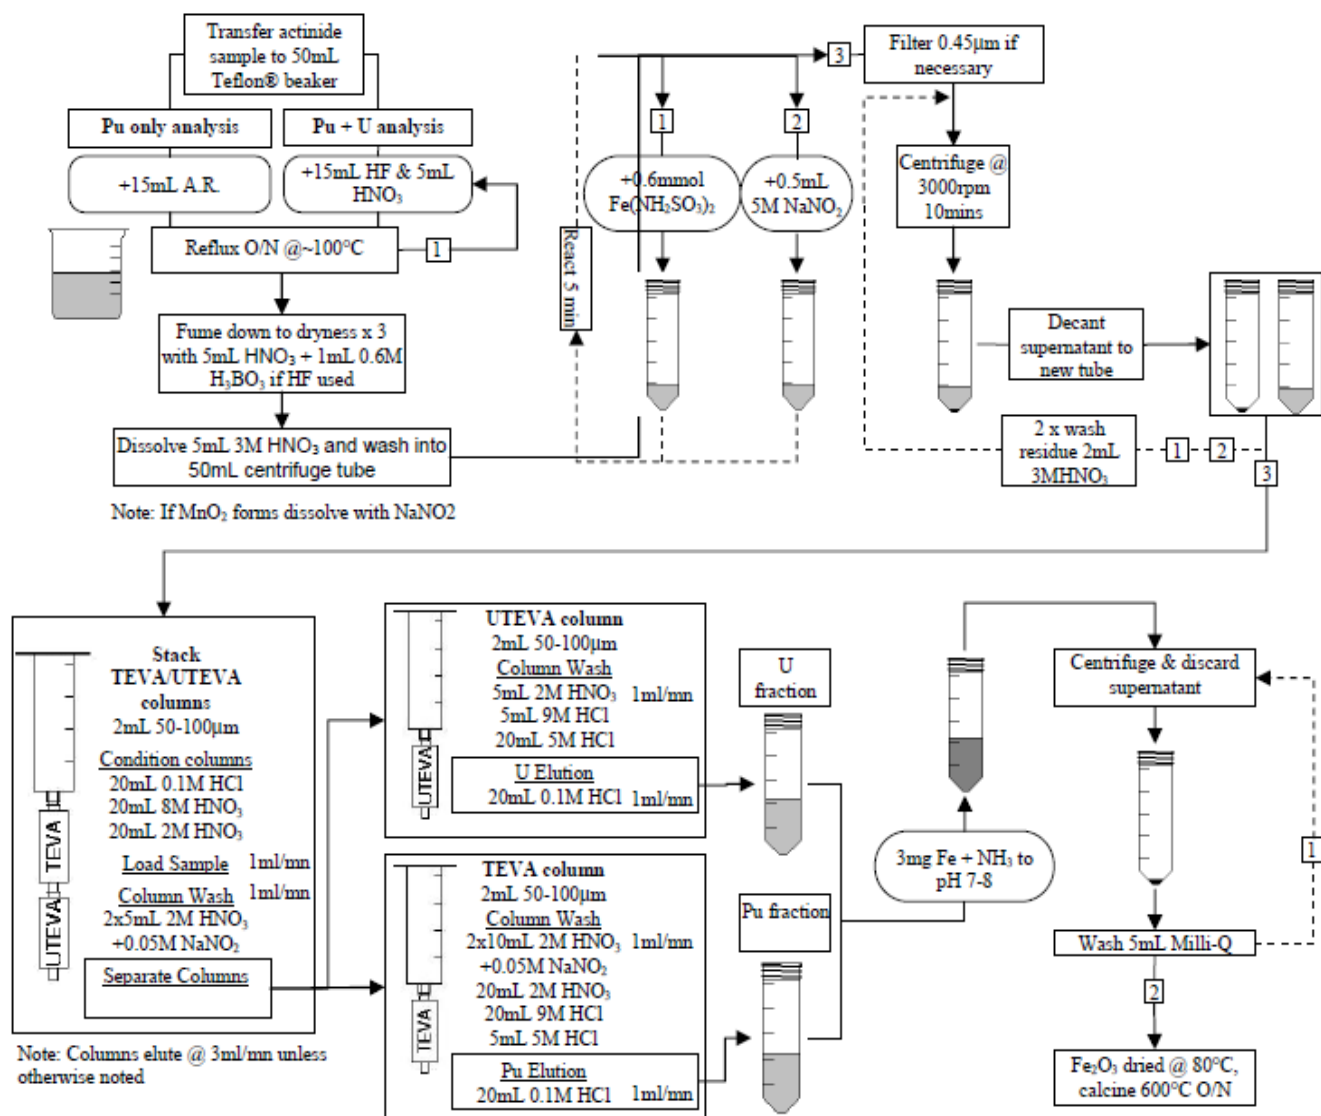 Transfer actinide
sample to 50mL
Teflon® beaker
Pu only analysis
Pu + U analysis
+15mL A.R.
+15mL HF & 5mL
HNO₃
Reflux O/N @~100°C
1
Fume down to dryness x 3
with 5mL HNO₃ + 1mL 0.6M
H₃BO₃ if HF used
Dissolve 5mL 3M HNO₃ and wash into
50mL centrifuge tube
Note: If MnO₂ forms dissolve with NaNO2
React 5 min
1
2
3
+0.6mmol
Fe(NH₂SO₃)₂
+0.5mL
5M NaNO₂
Filter 0.45µm if
necessary
Centrifuge @
3000rpm
10mins
Decant
supernatant to
new tube
2 x wash
residue 2mL
3MHNO₃
1
2
3
Stack
TEVA/UTEVA
columns
2mL 50-100µm
Condition columns
20mL 0.1M HCl
20mL 8M HNO₃
20mL 2M HNO₃
Load Sample 1ml/mn
Column Wash 1ml/mn
2x5mL 2M HNO₃
+0.05M NaNO₂
Separate Columns
TEVA
UTEVA
Note: Columns elute @ 3ml/mn unless
otherwise noted
UTEVA column
2mL 50-100µm
Column Wash
5mL 2M HNO₃ 1ml/mn
5mL 9M HCl
20mL 5M HCl
U Elution
20mL 0.1M HCl 1ml/mn
UTEVA
TEVA column
2mL 50-100µm
Column Wash
2x10mL 2M HNO₃ 1ml/mn
+0.05M NaNO₂
20mL 2M HNO₃
20mL 9M HCl
5mL 5M HCl
Pu Elution
20mL 0.1M HCl 1ml/mn
TEVA
U
fraction
Pu fraction
3mg Fe + NH₃ to
pH 7-8
Centrifuge & discard
supernatant
1
Wash 5mL Milli-Q
2
Fe₂O₃ dried @ 80°C,
calcine 600°C O/N